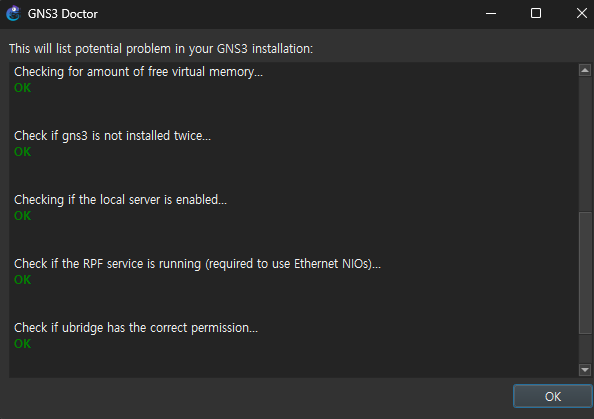 GNS3 Doctor
This will list potential problem in your GNS3 installation:
Checking for amount of free virtual memory...
OK
Check if gns3 is not installed twice...
OK
Checking if the local server is enabled...
OK
Check if the RPF service is running (required to use Ethernet NIOs)...
OK
Check if ubridge has the correct permission...
OK
OK